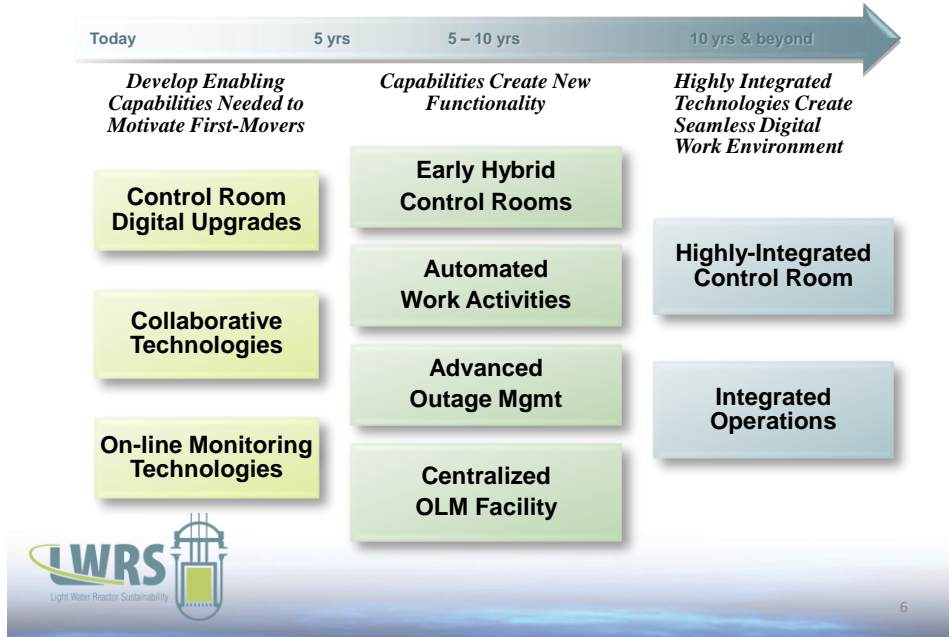 Today 5 yrs 5 – 10 yrs 10 yrs & beyond
Develop Enabling
Capabilities Needed to
Motivate First-Movers
Capabilities Create New
Functionality
Highly Integrated
Technologies Create
Seamless Digital
Work Environment
Control Room
Digital Upgrades
Collaborative
Technologies
On-line Monitoring
Technologies
Early Hybrid
Control Rooms
Automated
Work Activities
Advanced
Outage Mgmt
Centralized
OLM Facility
Highly-Integrated
Control Room
Integrated
Operations
LWRS
Light Water Reactor Sustainability
6